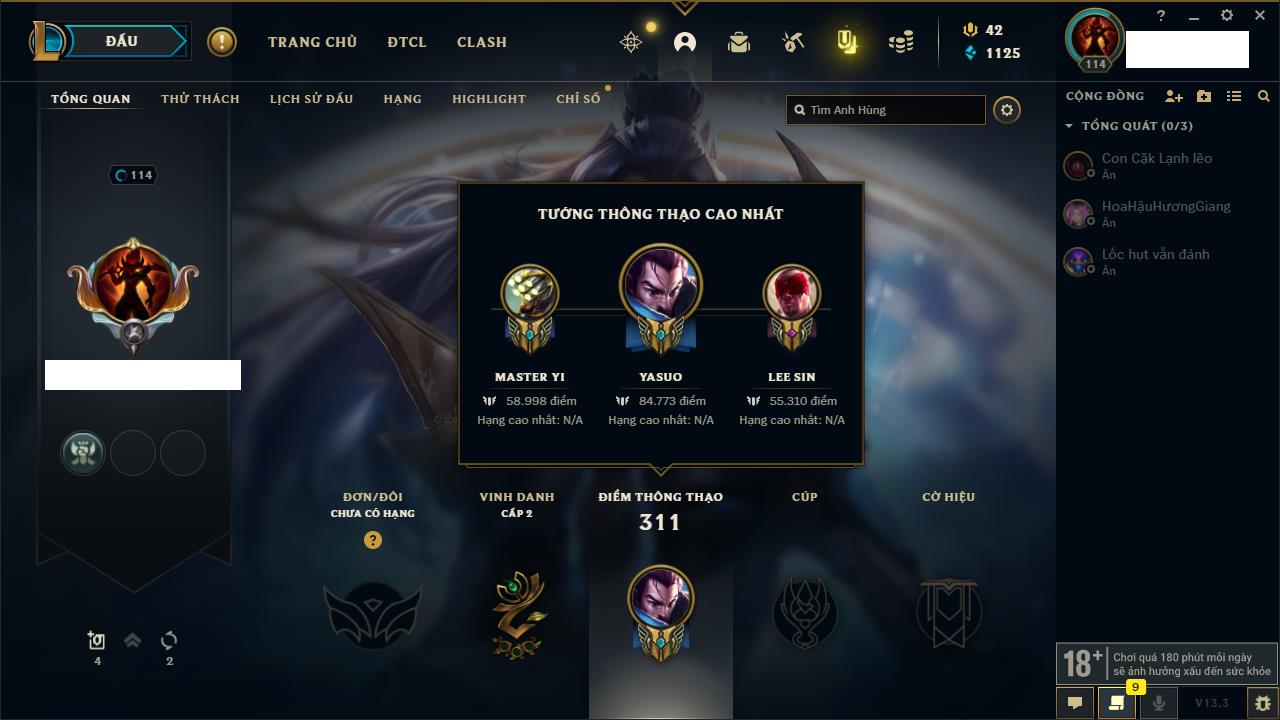 ĐẤU
TRANG CHỦ
ĐTCL
CLASH
42
1125
?
114
TỔNG QUAN
THỬ THÁCH
LỊCH SỬ ĐẤU
HẠNG
HIGHLIGHT
CHỈ SỐ
Tìm Anh Hùng
CỘNG ĐỒNG
TỔNG QUÁT (0/3)
Con Cặk Lạnh lẽo
Ẩn
HoaHậuHươngGiang
Ẩn
Lốc hụt vẫn đánh
Ẩn
114
TƯỚNG THÔNG THẠO CAO NHẤT
MASTER YI
YASUO
LEE SIN
58.998 điểm
84.773 điểm
55.310 điểm
Hạng cao nhất: N/A
Hạng cao nhất: N/A
Hạng cao nhất: N/A
ĐƠN/ĐÔI
CHƯA CÓ HẠNG
?
VINH DANH
CẤP 2
ĐIỂM THÔNG THẠO
311
CÚP
CỜ HIỆU
4
2
18+
Chơi quá 180 phút mỗi ngày
sẽ ảnh hưởng xấu đến sức khỏe
9
V13.3